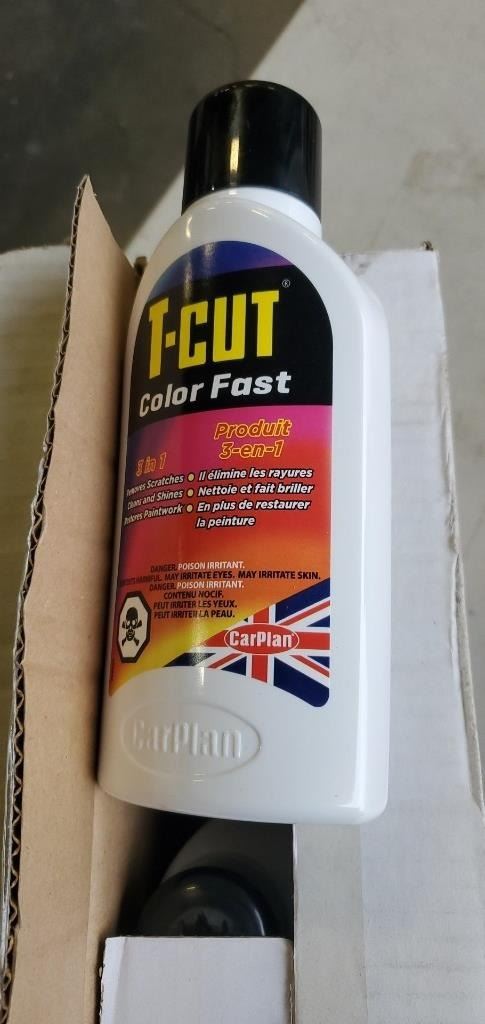 T-CUT®
Color Fast
3 in 1
Removes Scratches
Cleans and Shines
Restores Paintwork
Produit
3-en-1
• Il élimine les rayures
• Nettoie et fait briller
• En plus de restaurer
la peinture
DANGER. POISON IRRITANT.
CONTENTS HARMFUL. MAY IRRITATE EYES. MAY IRRITATE SKIN.
DANGER. POISON IRRITANT.
CONTENU NOCIF.
PEUT IRRITER LES YEUX.
PEUT IRRITER LA PEAU.
CarPlan
CarPlan